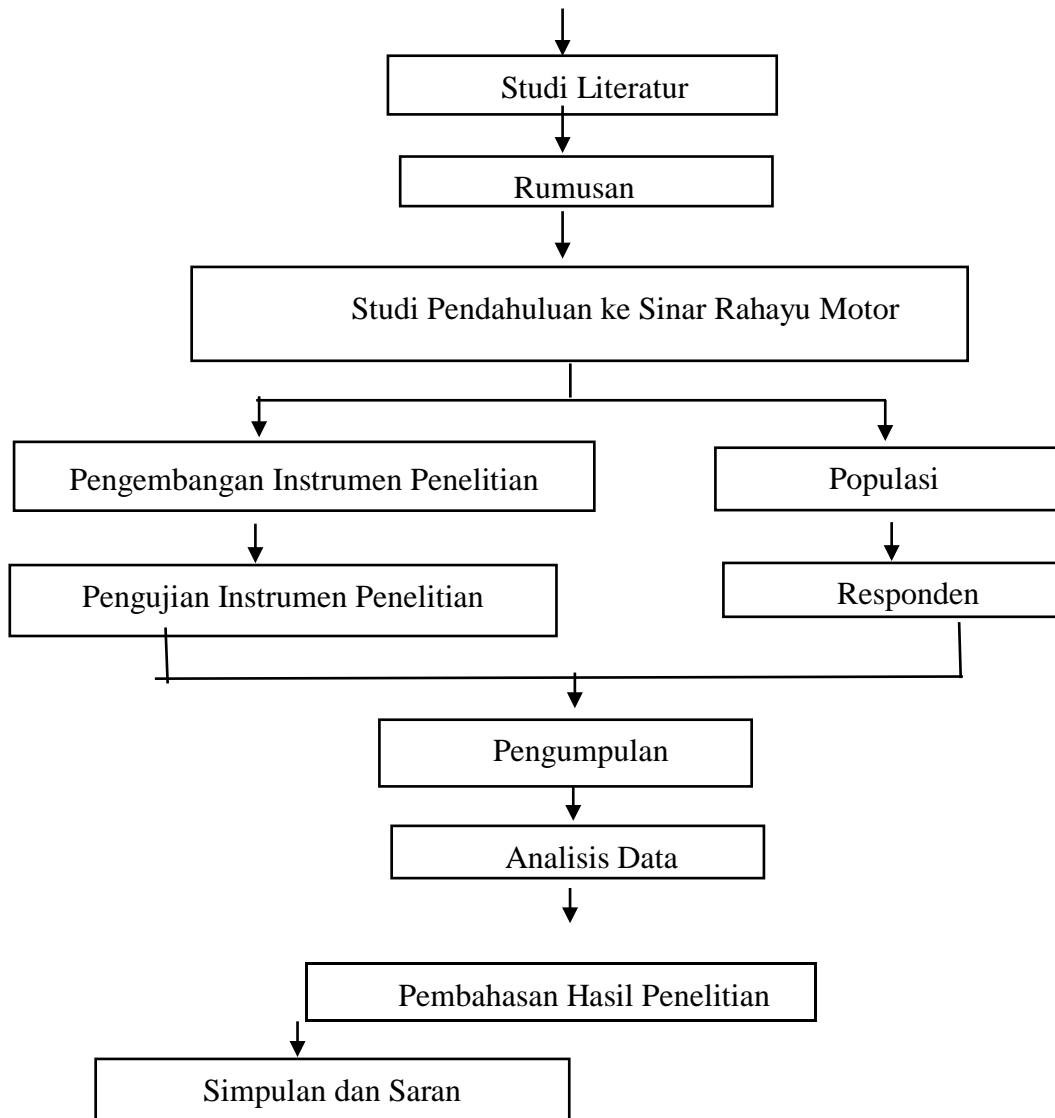 Studi Literatur
Rumusan
Studi Pendahuluan ke Sinar Rahayu Motor
Pengembangan Instrumen Penelitian
Populasi
Pengujian Instrumen Penelitian
Responden
Pengumpulan
Analisis Data
Pembahasan Hasil Penelitian
Simpulan dan Saran